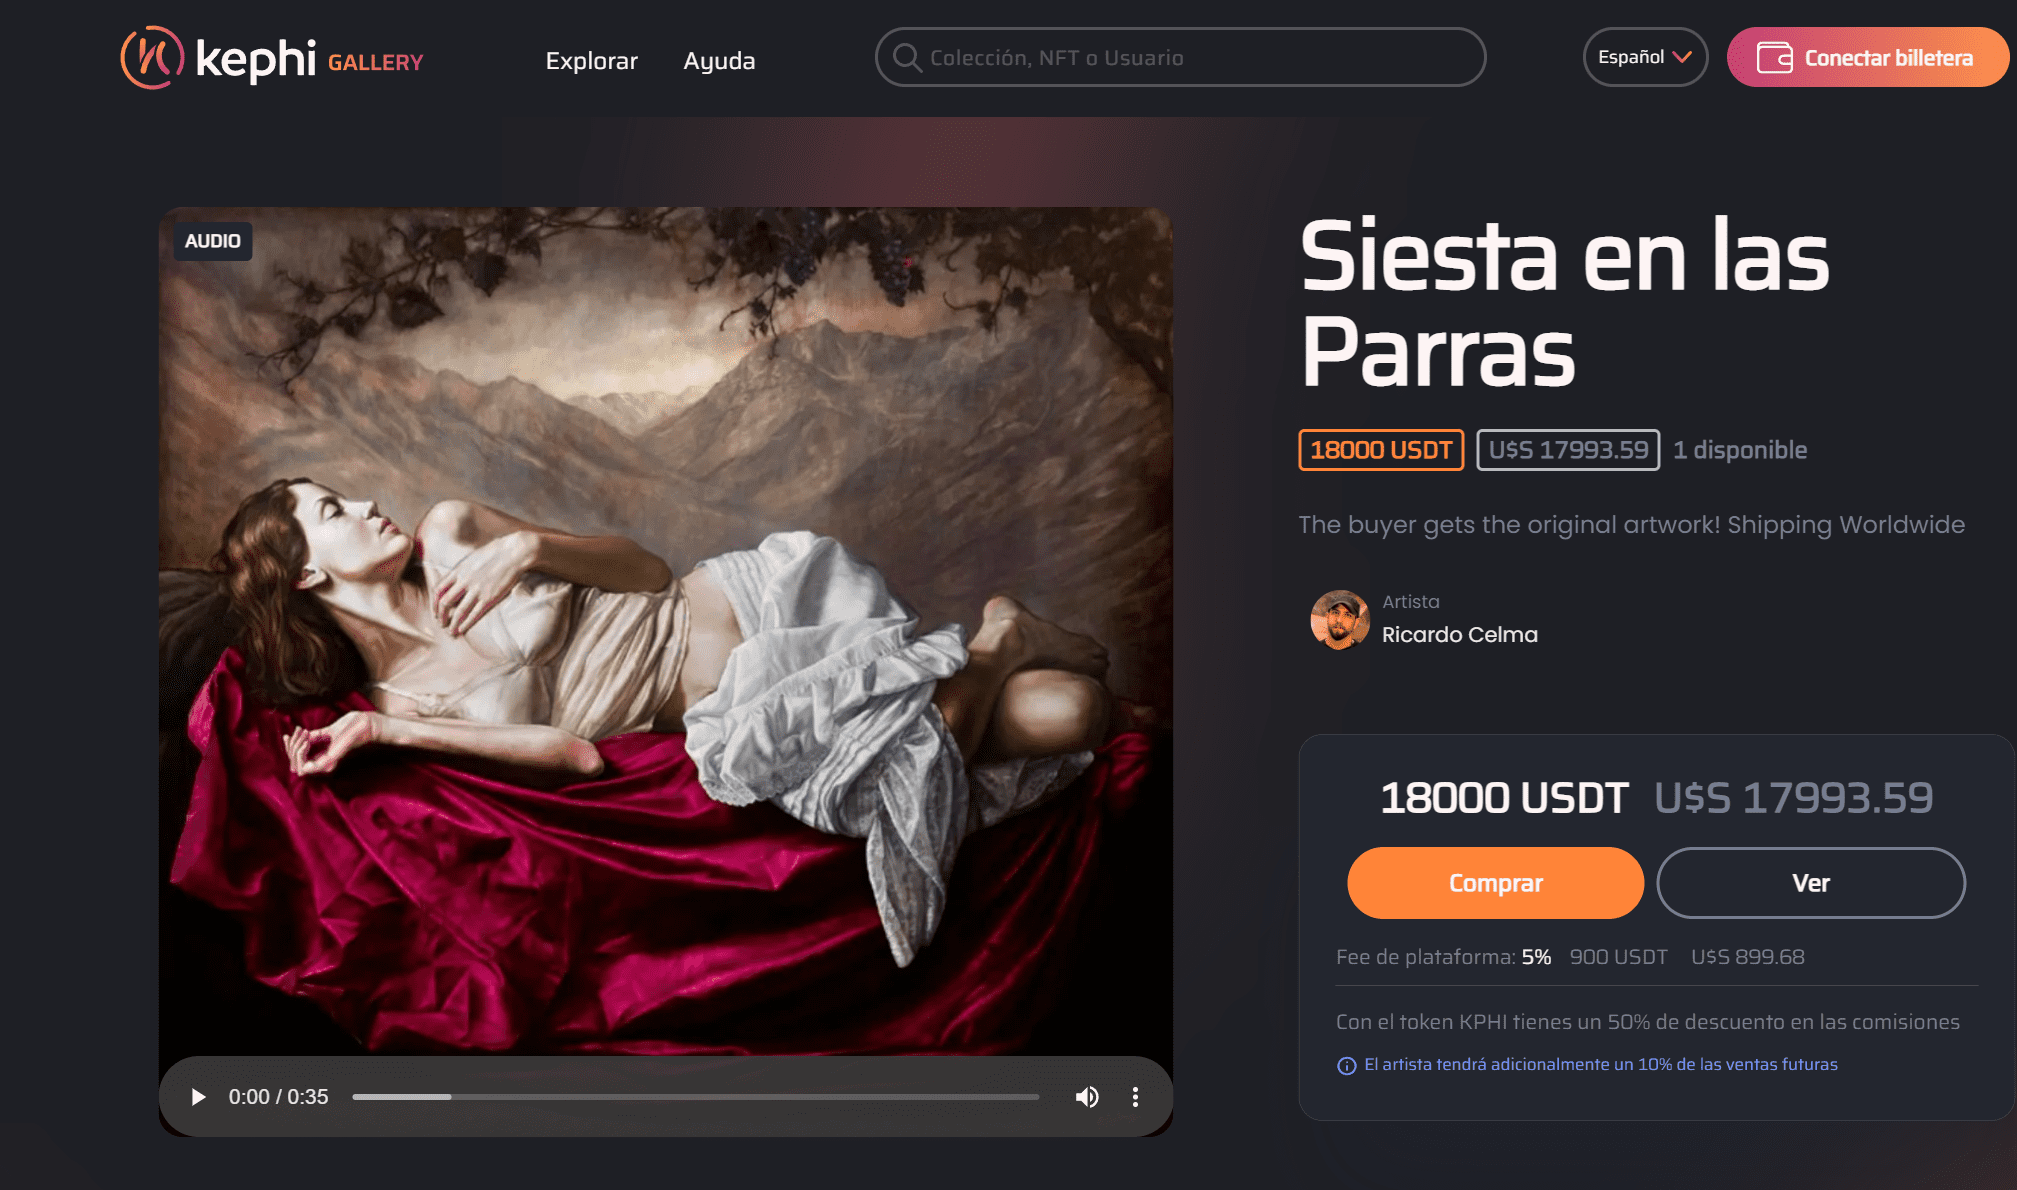 kephi GALLERY
Explorar
Ayuda
Colección, NFT o Usuario
Español
Conectar billetera
AUDIO
Siesta en las
Parras
18000 USDT
U$S 17993.59
1 disponible
The buyer gets the original artwork! Shipping Worldwide
Artista
Ricardo Celma
18000 USDT U$S 17993.59
Comprar
Ver
Fee de plataforma: 5% 900 USDT U$S 899.68
Con el token KPHI tienes un 50% de descuento en las comisiones
El artista tendrá adicionalmente un 10% de las ventas futuras
0:00 / 0:35